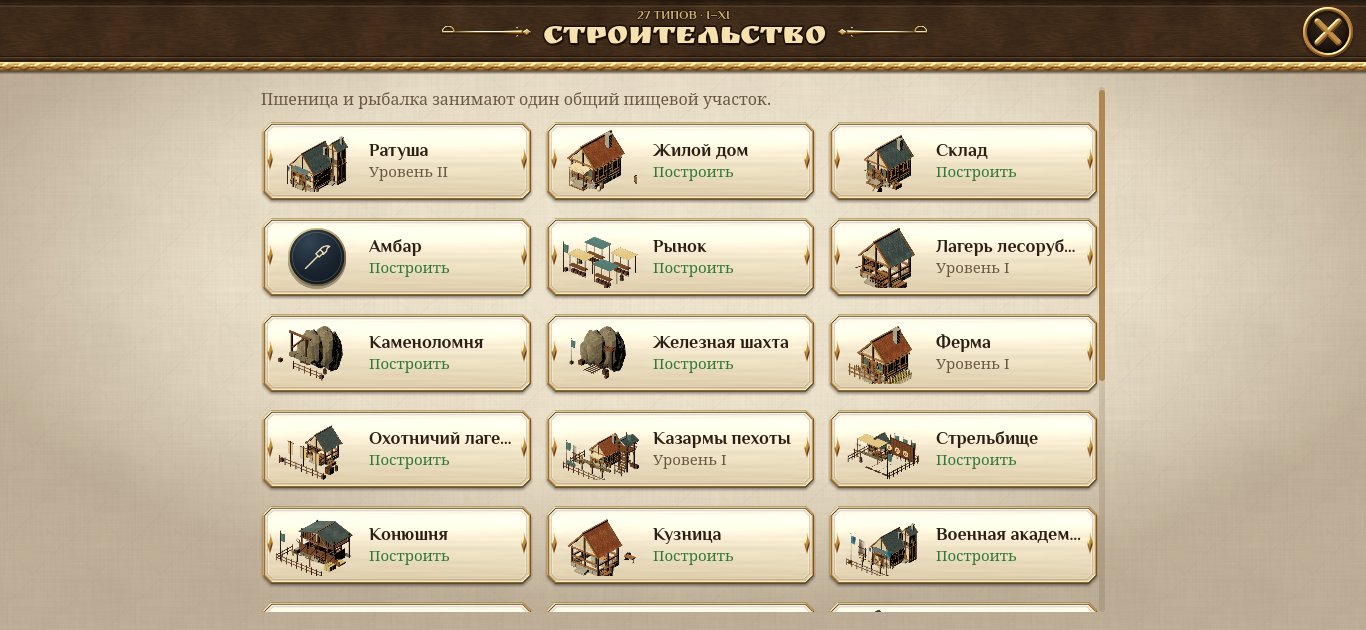 27 ТИПОВ · I–XI
СТРОИТЕЛЬСТВО
Пшеница и рыбалка занимают один общий пищевой участок.
Ратуша
Уровень II
Жилой дом
Построить
Склад
Построить
Амбар
Построить
Рынок
Построить
Лагерь лесоруб...
Уровень I
Каменоломня
Построить
Железная шахта
Построить
Ферма
Уровень I
Охотничий лаге...
Построить
Казармы пехоты
Уровень I
Стрельбище
Построить
Конюшня
Построить
Кузница
Построить
Военная академ...
Построить